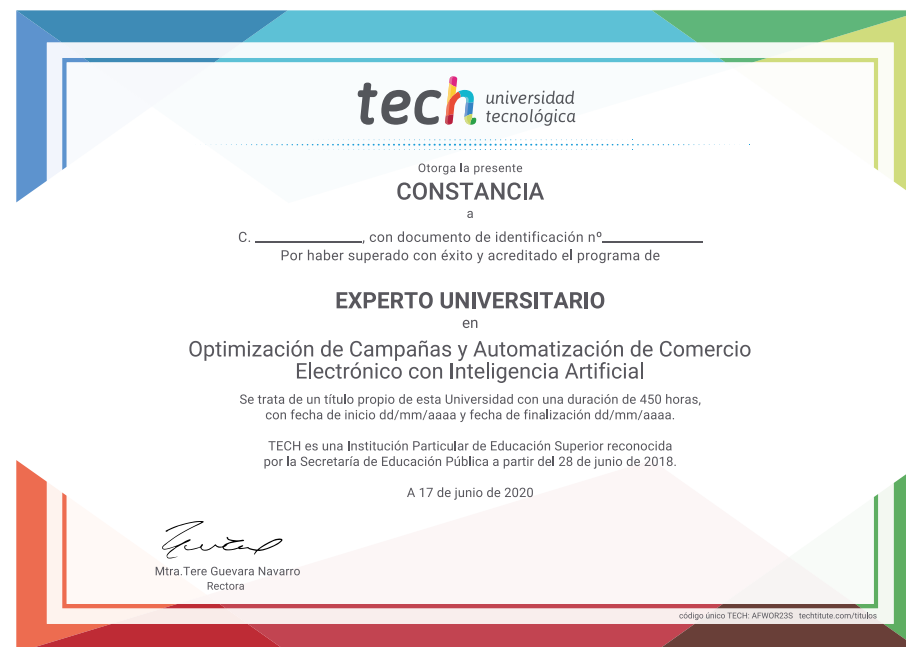 tech universidad
tecnológica
Otorga la presente
CONSTANCIA
a
C. ____________, con documento de identificación nº____________
Por haber superado con éxito y acreditado el programa de
EXPERTO UNIVERSITARIO
en
Optimización de Campañas y Automatización de Comercio
Electrónico con Inteligencia Artificial
Se trata de un título propio de esta Universidad con una duración de 450 horas,
con fecha de inicio dd/mm/aaaa y fecha de finalización dd/mm/aaaa.
TECH es una Institución Particular de Educación Superior reconocida
por la Secretaría de Educación Pública a partir del 28 de junio de 2018.
A 17 de junio de 2020
Mtra.Tere Guevara Navarro
Rectora
código único TECH: AFWOR23S techtitute.com/titulos